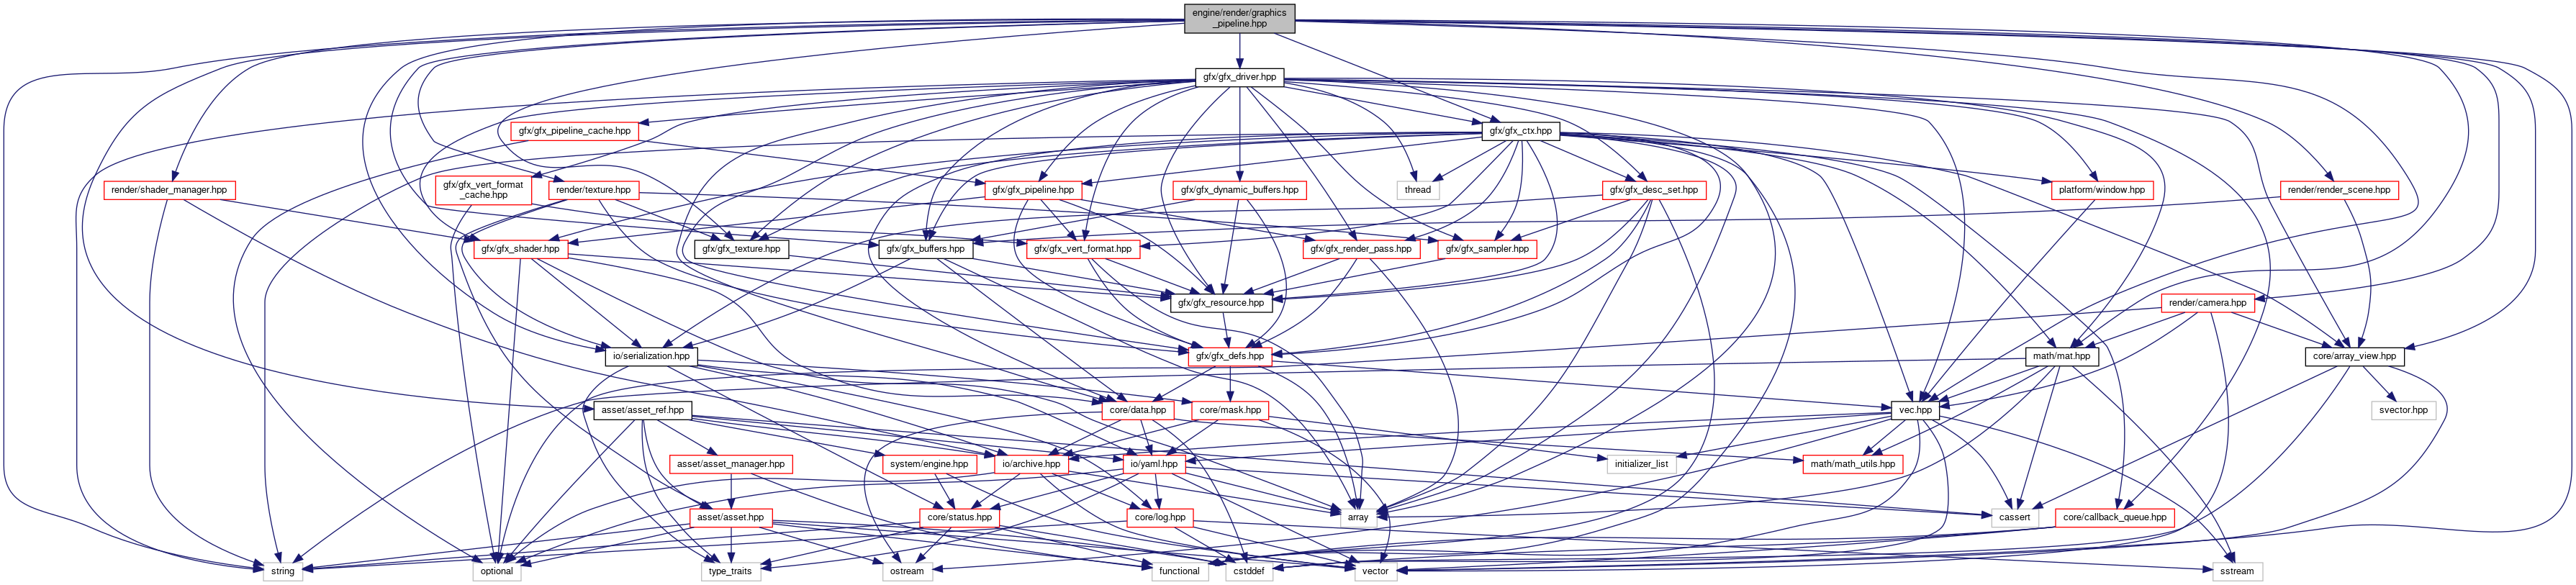 engine/render/graphics
_pipeline.hpp
gfx/gfx_driver.hpp
gfx/gfx_pipeline_cache.hpp
gfx/gfx_ctx.hpp
render/shader_manager.hpp
gfx/gfx_vert_format
_cache.hpp
render/texture.hpp
gfx/gfx_pipeline.hpp
gfx/gfx_dynamic_buffers.hpp
thread
gfx/gfx_desc_set.hpp
platform/window.hpp
render/render_scene.hpp
gfx/gfx_shader.hpp
gfx/gfx_texture.hpp
gfx/gfx_buffers.hpp
gfx/gfx_vert_format.hpp
gfx/gfx_render_pass.hpp
gfx/gfx_sampler.hpp
gfx/gfx_resource.hpp
render/camera.hpp
io/serialization.hpp
gfx/gfx_defs.hpp
math/mat.hpp
core/array_view.hpp
asset/asset_ref.hpp
core/data.hpp
core/mask.hpp
vec.hpp
svector.hpp
asset/asset_manager.hpp
system/engine.hpp
io/archive.hpp
io/yaml.hpp
initializer_list
math/math_utils.hpp
asset/asset.hpp
core/status.hpp
core/log.hpp
array
cassert
core/callback_queue.hpp
string
optional
type_traits
ostream
functional
cstddef
vector
sstream